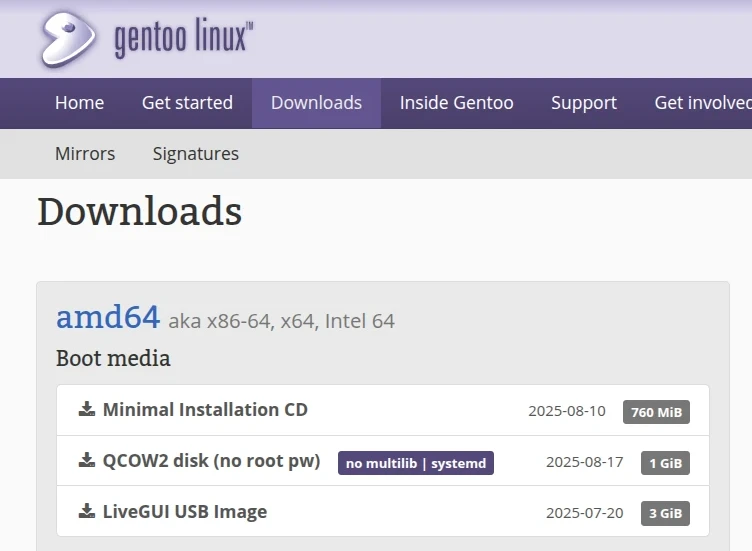 gentoo linux™
Home Get started Downloads Inside Gentoo Support Get involved
Mirrors Signatures
Downloads
amd64 aka x86-64, x64, Intel 64
Boot media
Minimal Installation CD 2025-08-10 760 MiB
QCOW2 disk (no root pw) no multilib | systemd 2025-08-17 1 GiB
LiveGUI USB Image 2025-07-20 3 GiB